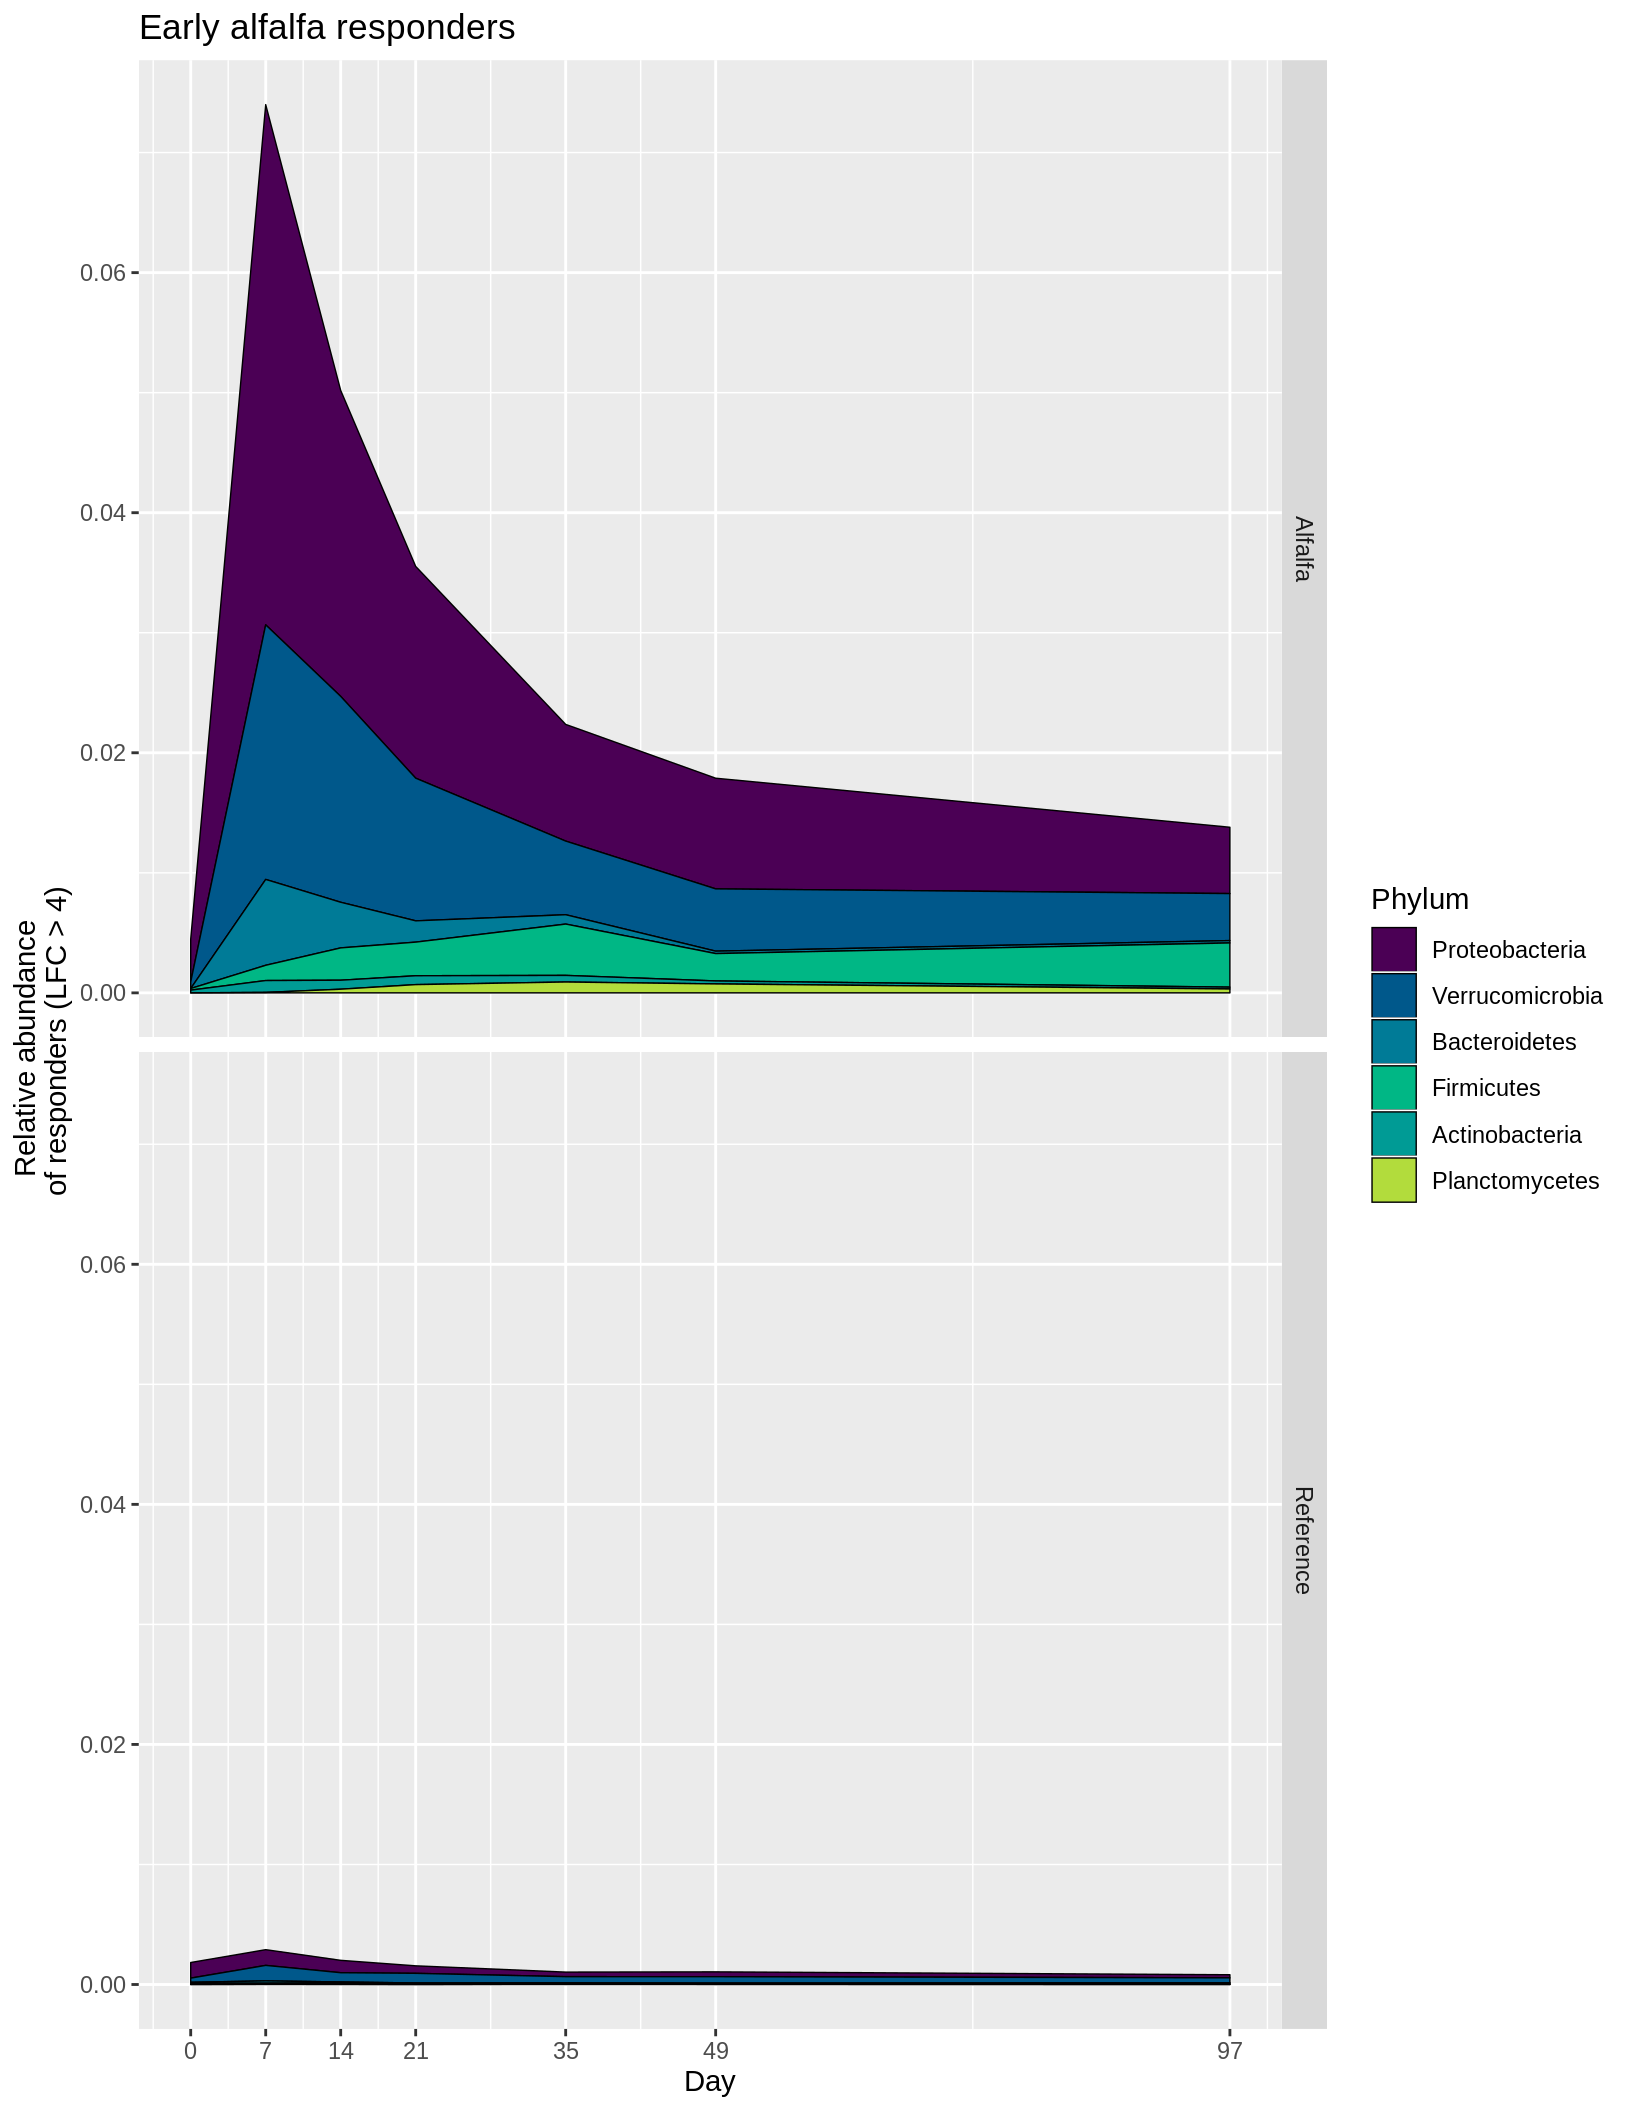 Early alfalfa responders
0.06
0.04
0.02
0.00
Alfalfa
Relative abundance
of responders (LFC > 4)
0.06
0.04
0.02
0.00
Reference
0 7 14 21 35 49 97
Day
Phylum
Proteobacteria
Verrucomicrobia
Bacteroidetes
Firmicutes
Actinobacteria
Planctomycetes